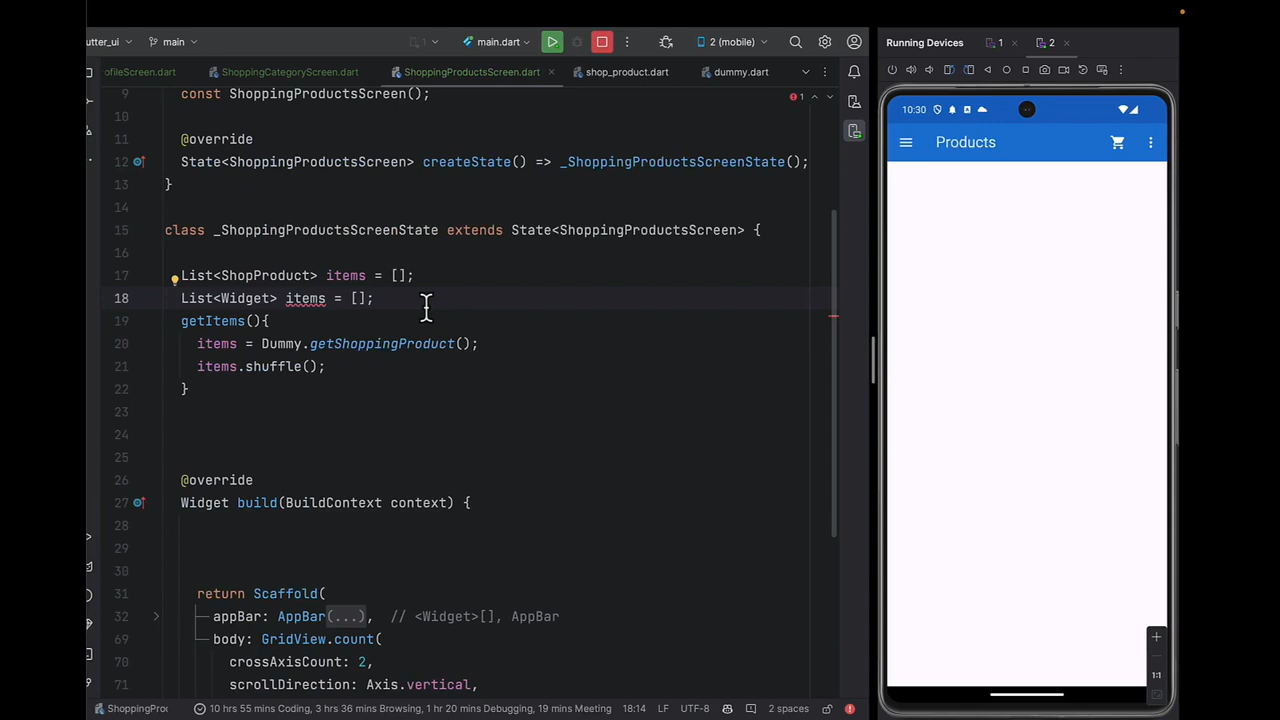 utter_ui
main
1
main.dart
2 (mobile)
Running Devices
1
2
ofileScreen.dart
ShoppingCategoryScreen.dart
ShoppingProductsScreen.dart
shop_product.dart
dummy.dart
9 const ShoppingProductsScreen();
1
10
11 @override
12 State<ShoppingProductsScreen> createState() => _ShoppingProductsScreenState();
13 }
14
15 class _ShoppingProductsScreenState extends State<ShoppingProductsScreen> {
16
17 List<ShopProduct> items = [];
18 List<Widget> items = [];
19 getItems(){
20 items = Dummy.getShoppingProduct();
21 items.shuffle();
22 }
23
24
25
26 @override
27 Widget build(BuildContext context) {
28
29
30
31 return Scaffold(
32 appBar: AppBar(...), // <Widget>[], AppBar
69 body: GridView.count(
70 crossAxisCount: 2,
71 scrollDirection: Axis.vertical,
ShoppingProc
10 hrs 55 mins Coding, 3 hrs 36 mins Browsing, 1 hr 20 mins Debugging, 19 mins Meeting
18:14
LF
UTF-8
2 spaces
10:30
Products
1:1